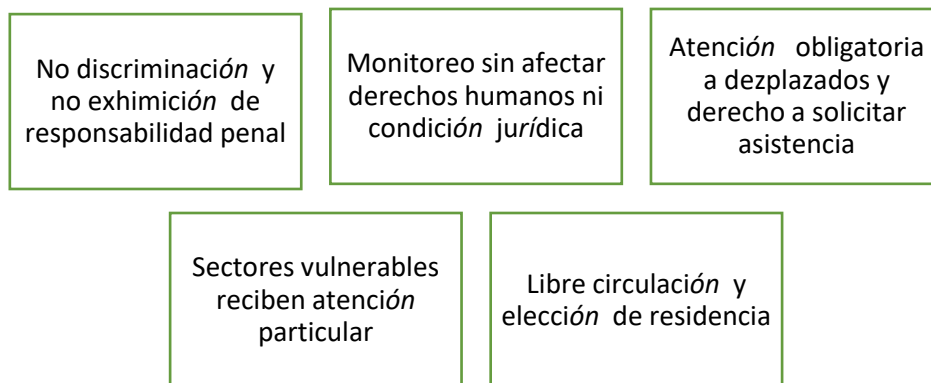 No discriminación y
no exhimición de
responsabilidad penal
Monitoreo sin afectar
derechos humanos ni
condición jurídica
Atención obligatoria
a dezplazados y
derecho a solicitar
asistencia
Sectores vulnerables
reciben atención
particular
Libre circulación y
elección de residencia